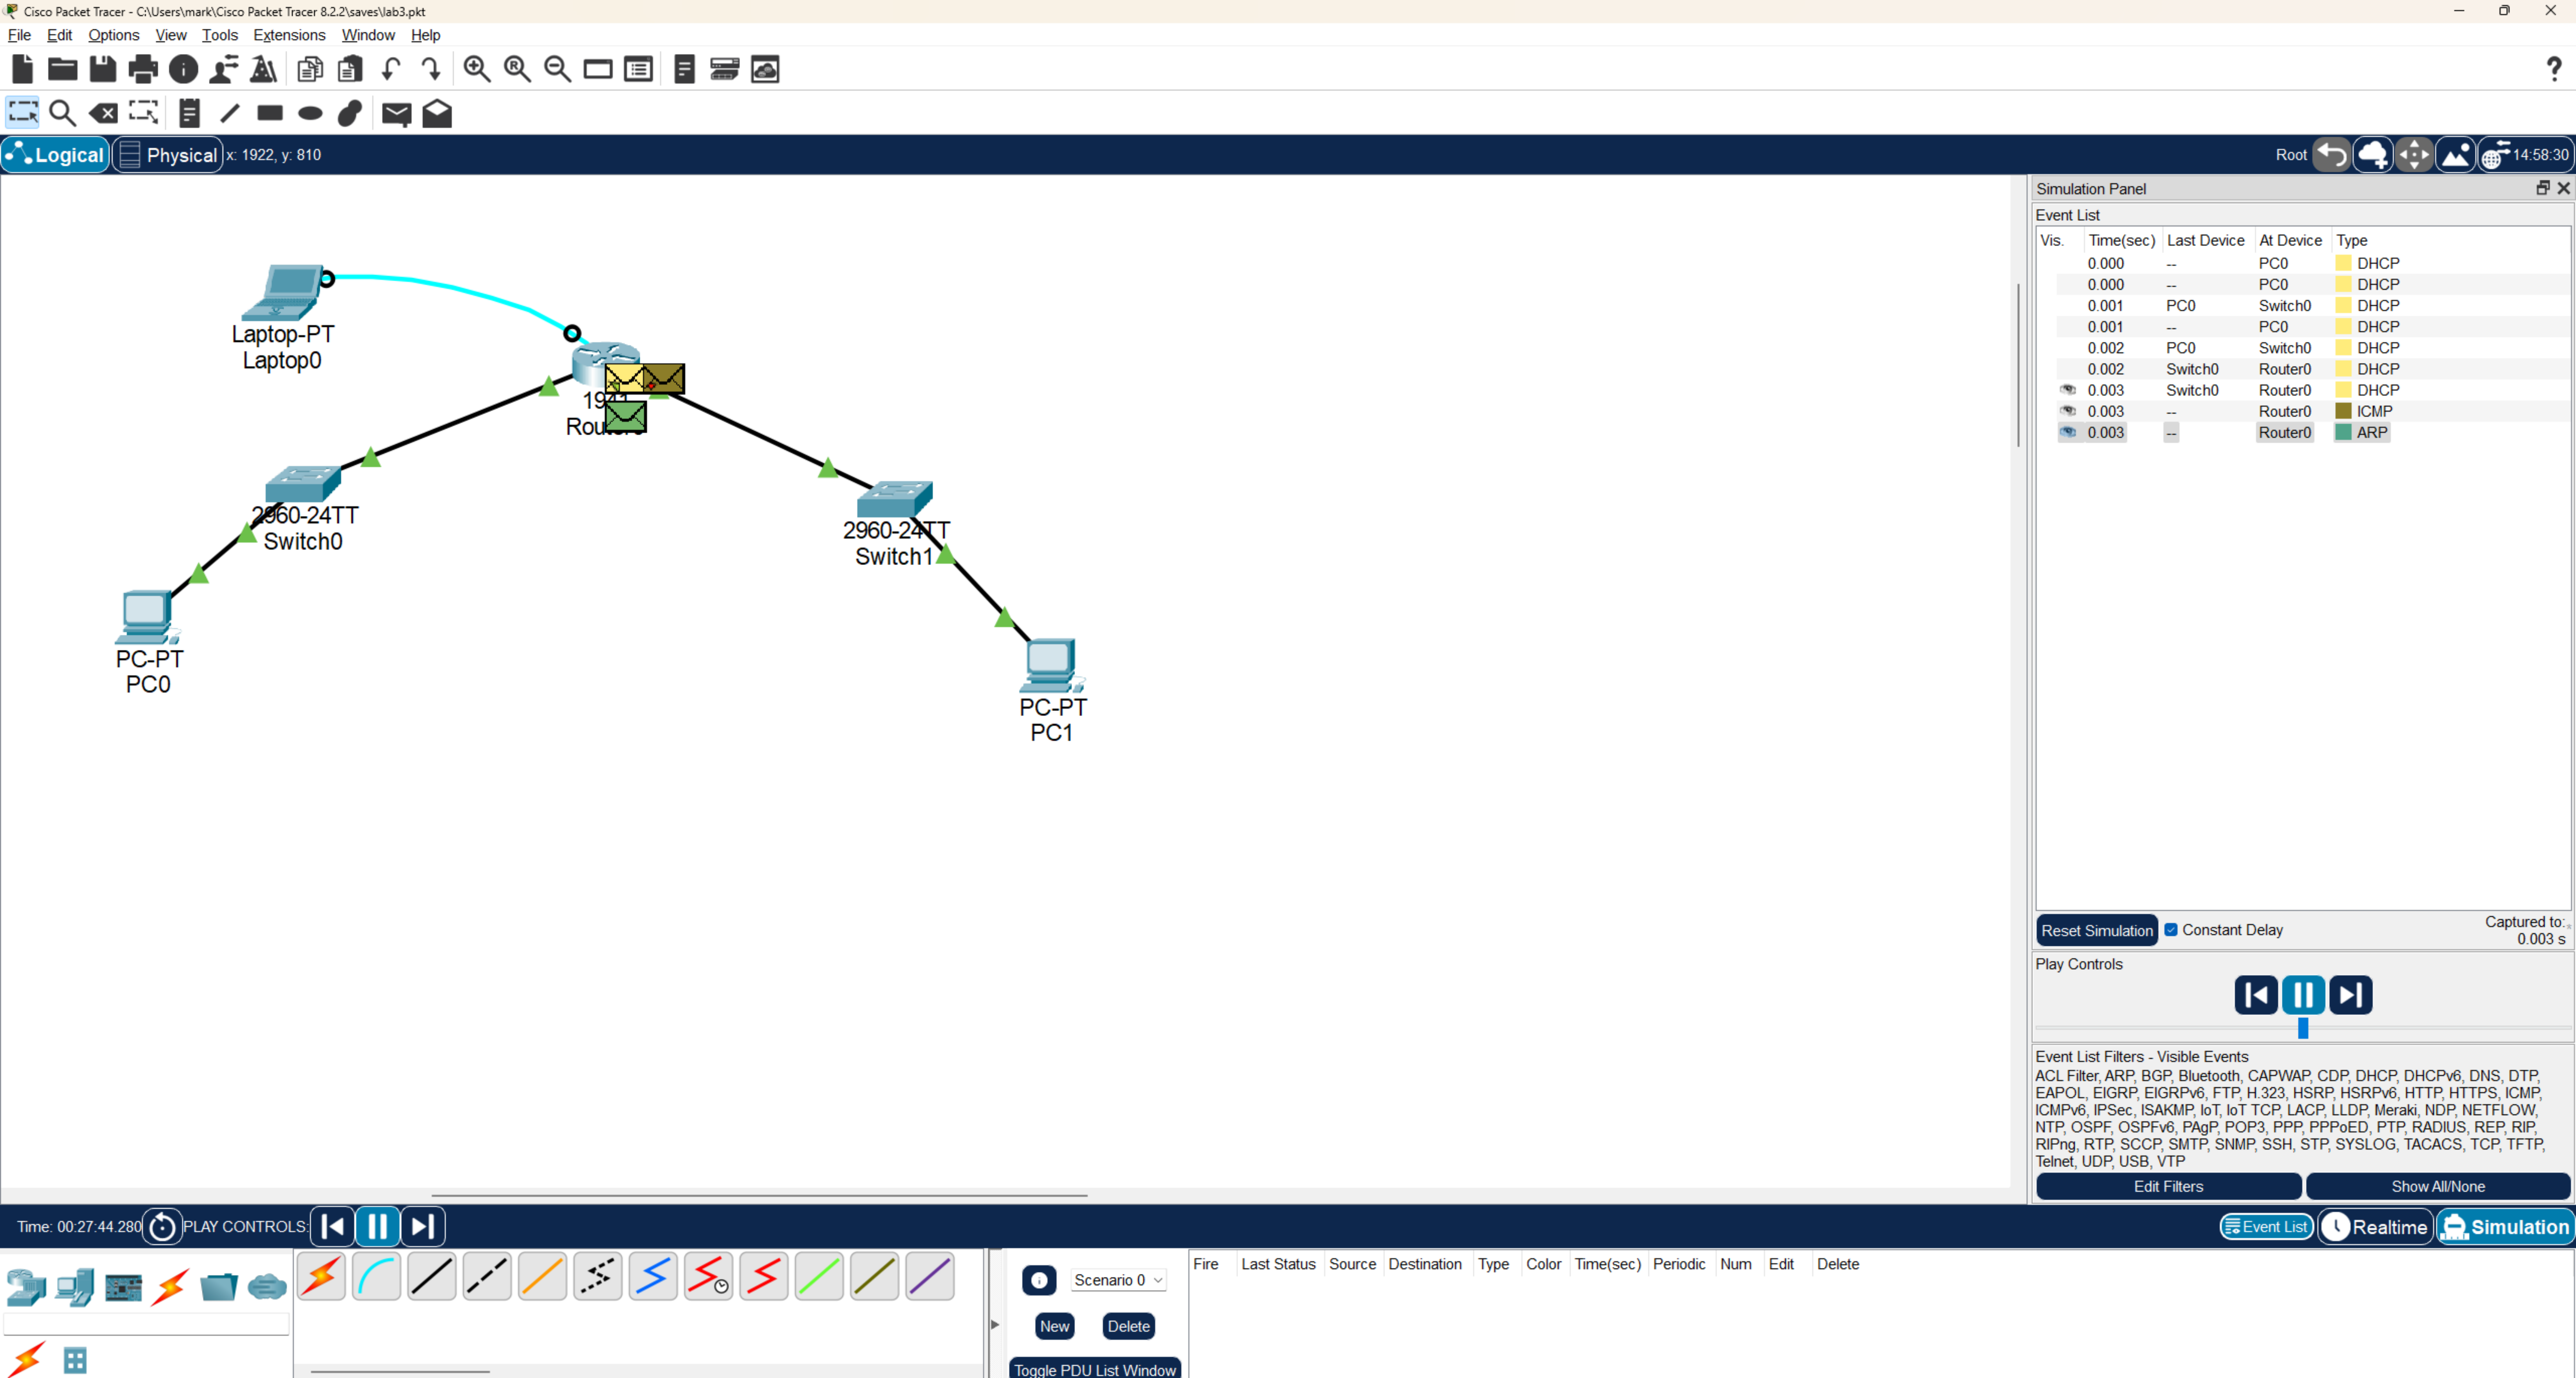 Cisco Packet Tracer - C:\Users\mark\Cisco Packet Tracer 8.2.2\saves\lab3.pkt
File Edit Options View Tools Extensions Window Help
Logical Physical x: 1922, y: 810 Root 14:58:30
Simulation Panel
Event List
Vis. Time(sec) Last Device At Device Type
0.000 -- PC0 DHCP
0.000 -- PC0 DHCP
0.001 PC0 Switch0 DHCP
0.001 -- PC0 DHCP
0.002 PC0 Switch0 DHCP
0.002 Switch0 Router0 DHCP
0.003 Switch0 Router0 DHCP
0.003 -- Router0 ICMP
0.003 -- Router0 ARP
Laptop-PT
Laptop0
1941
2960-24TT
Switch0
2960-24TT
Switch1
PC-PT
PC0
PC-PT
PC1
Reset Simulation Constant Delay Captured to:
0.003 s
Play Controls
Event List Filters - Visible Events
ACL Filter, ARP, BGP, Bluetooth, CAPWAP, CDP, DHCP, DHCPv6, DNS, DTP,
EAPOL, EIGRP, EIGRPv6, FTP, H.323, HSRP, HSRPv6, HTTP, HTTPS, ICMP,
ICMPv6, IPSec, ISAKMP, IoT, IoT TCP, LACP, LLDP, Meraki, NDP, NETFLOW,
NTP, OSPF, OSPFv6, PAgP, POP3, PPP, PPPoED, PTP, RADIUS, REP, RIP,
RIPng, RTP, SCCP, SMTP, SNMP, SSH, STP, SYSLOG, TACACS, TCP, TFTP,
Telnet, UDP, USB, VTP
Edit Filters Show All/None
Time: 00:27:44.280 PLAY CONTROLS: Event List Realtime Simulation
Scenario 0
New Delete
Toggle PDU List Window
Fire Last Status Source Destination Type Color Time(sec) Periodic Num Edit Delete